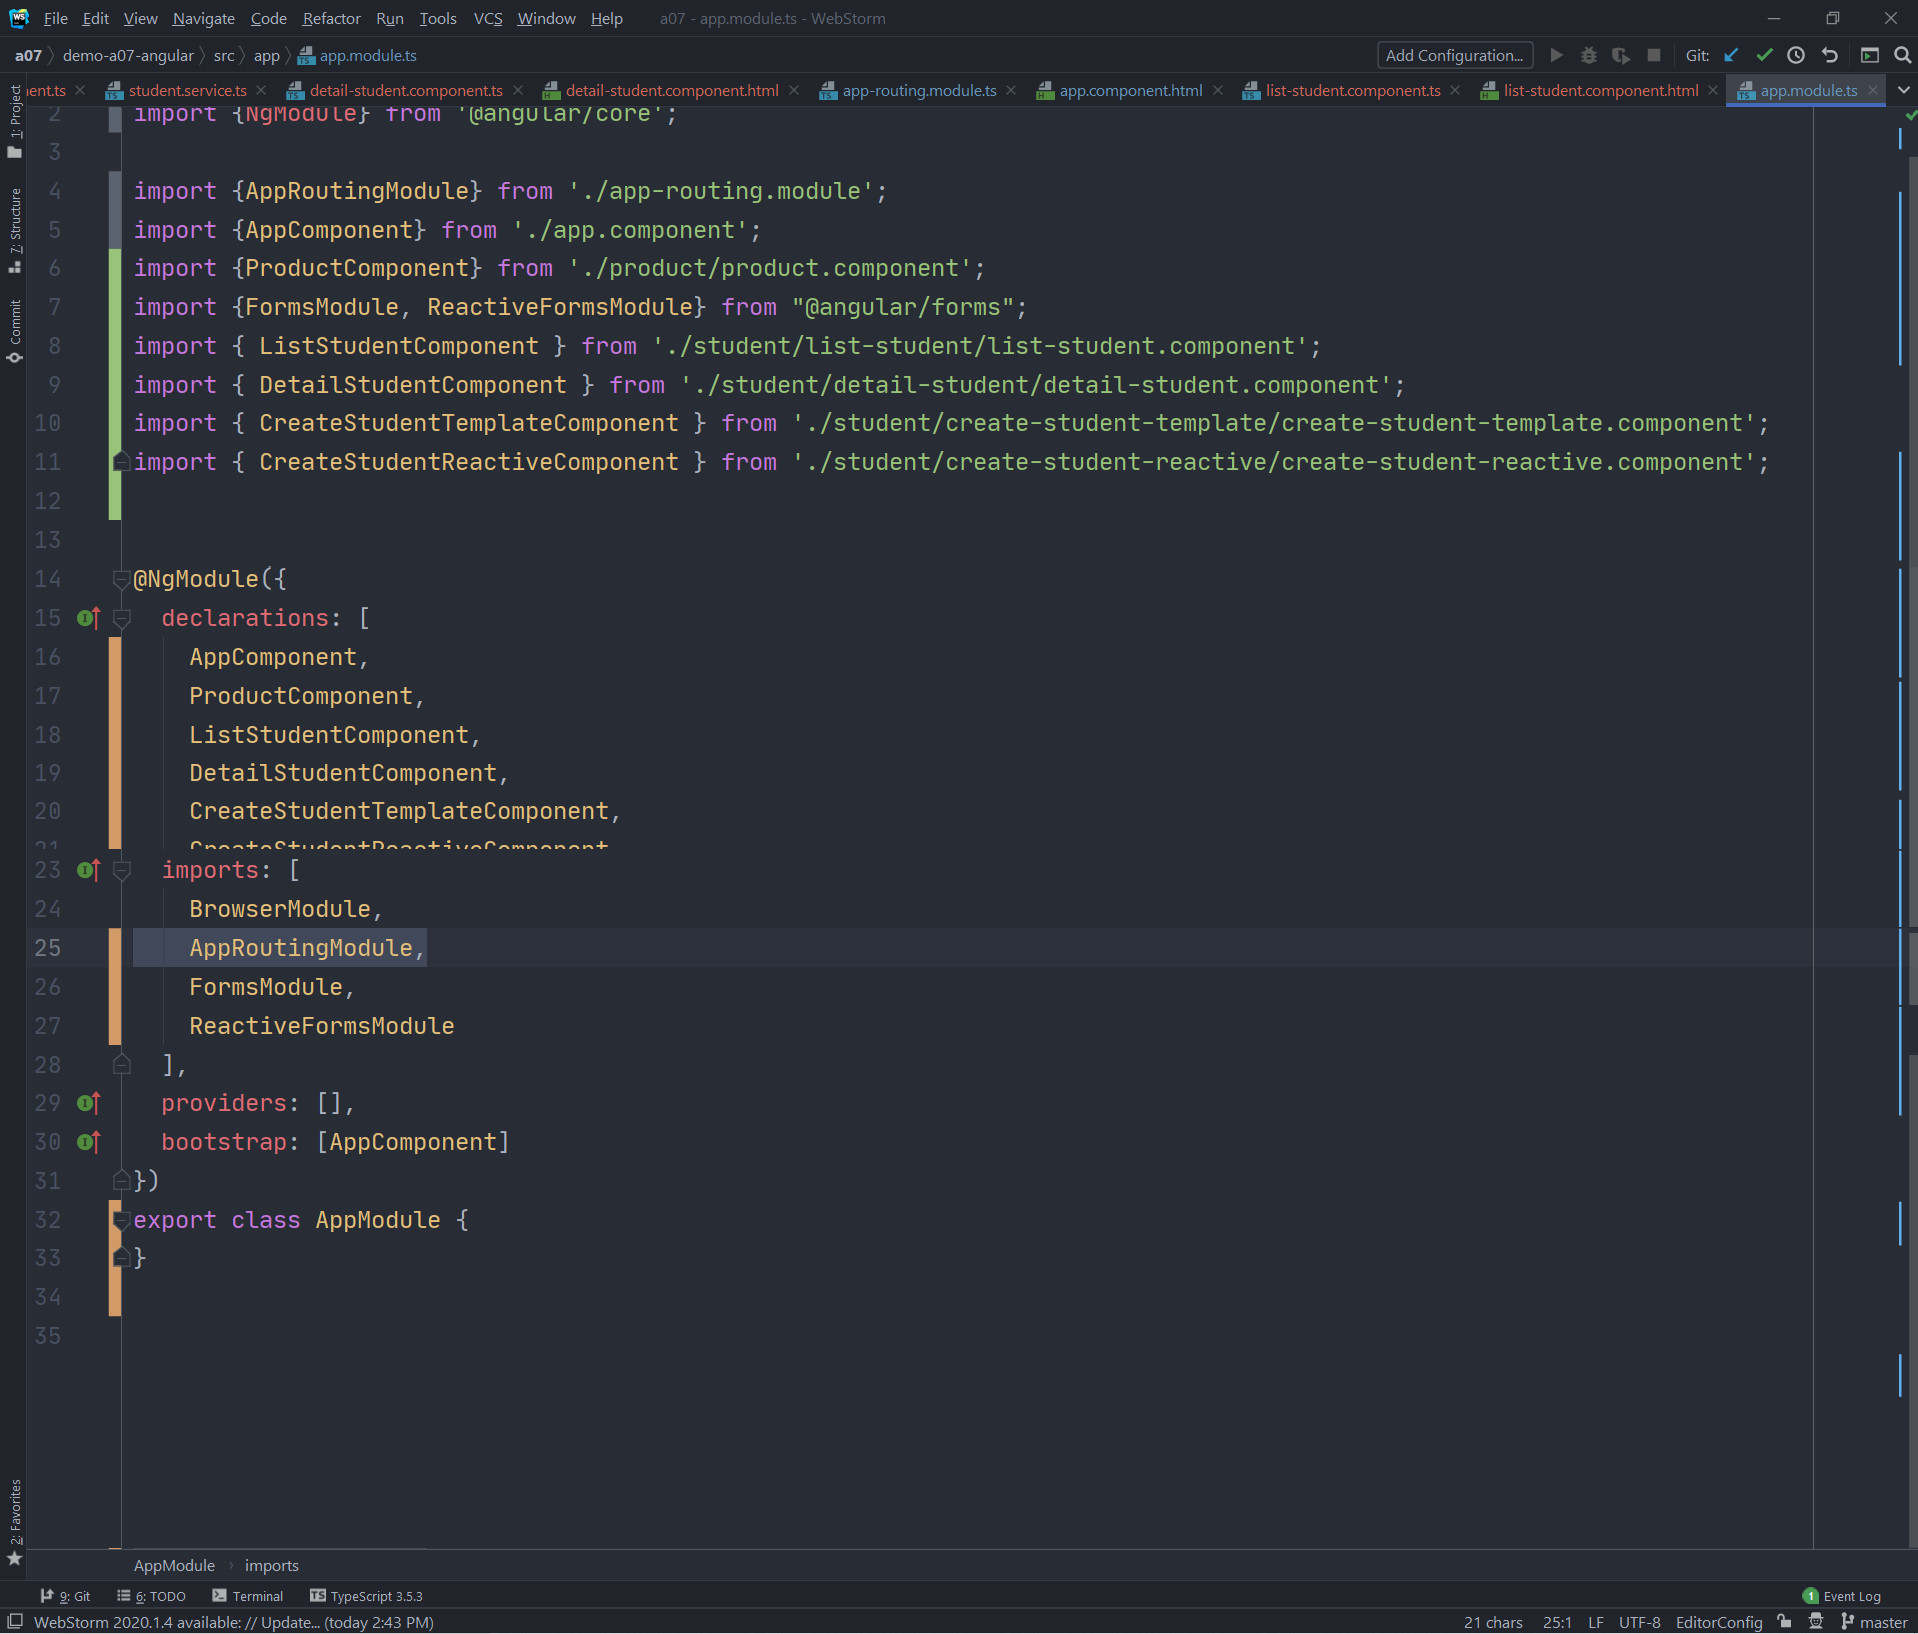 File Edit View Navigate Code Refactor Run Tools VCS Window Help a07 - app.module.ts - WebStorm
a07 demo-a07-angular src app app.module.ts Add Configuration... Git:
ent.ts student.service.ts detail-student.component.ts detail-student.component.html app-routing.module.ts app.component.html list-student.component.ts list-student.component.html app.module.ts
1: Project
7: Structure
Commit
2: Favorites
2 import {NgModule} from '@angular/core';
3
4 import {AppRoutingModule} from './app-routing.module';
5 import {AppComponent} from './app.component';
6 import {ProductComponent} from './product/product.component';
7 import {FormsModule, ReactiveFormsModule} from "@angular/forms";
8 import { ListStudentComponent } from './student/list-student/list-student.component';
9 import { DetailStudentComponent } from './student/detail-student/detail-student.component';
10 import { CreateStudentTemplateComponent } from './student/create-student-template/create-student-template.component';
11 import { CreateStudentReactiveComponent } from './student/create-student-reactive/create-student-reactive.component';
12
13
14 @NgModule({
15 declarations: [
16 AppComponent,
17 ProductComponent,
18 ListStudentComponent,
19 DetailStudentComponent,
20 CreateStudentTemplateComponent,
21 CreateStudentReactiveComponent
23 imports: [
24 BrowserModule,
25 AppRoutingModule,
26 FormsModule,
27 ReactiveFormsModule
28 ],
29 providers: [],
30 bootstrap: [AppComponent]
31 })
32 export class AppModule {
33 }
34
35
AppModule › imports
9: Git 6: TODO Terminal TypeScript 3.5.3 1 Event Log
WebStorm 2020.1.4 available: // Update... (today 2:43 PM) 21 chars 25:1 LF UTF-8 EditorConfig master